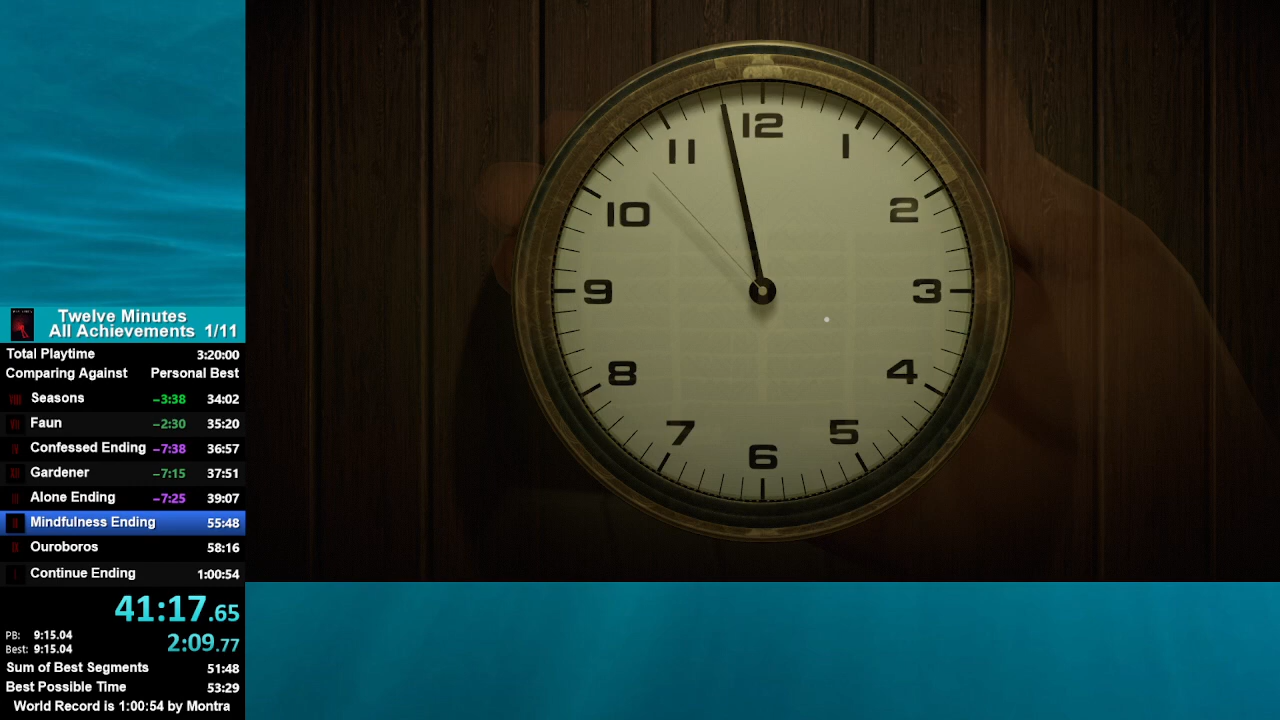 Twelve Minutes
All Achievements 1/11
Total Playtime 3:20:00
Comparing Against Personal Best
Seasons −3:38 34:02
Faun −2:30 35:20
Confessed Ending −7:38 36:57
Gardener −7:15 37:51
Alone Ending −7:25 39:07
Mindfulness Ending 55:48
Ouroboros 58:16
Continue Ending 1:00:54
41:17.65
PB: 9:15.04
Best: 9:15.04
2:09.77
Sum of Best Segments 51:48
Best Possible Time 53:29
World Record is 1:00:54 by Montra
12
11 1
10 2
9 3
8 4
7 5
6